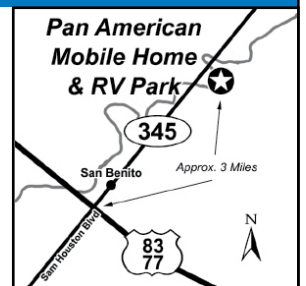 Pan American
Mobile Home
& RV Park
345
San Benito
Approx. 3 Miles
Sam Houston Blvd
N
83
77